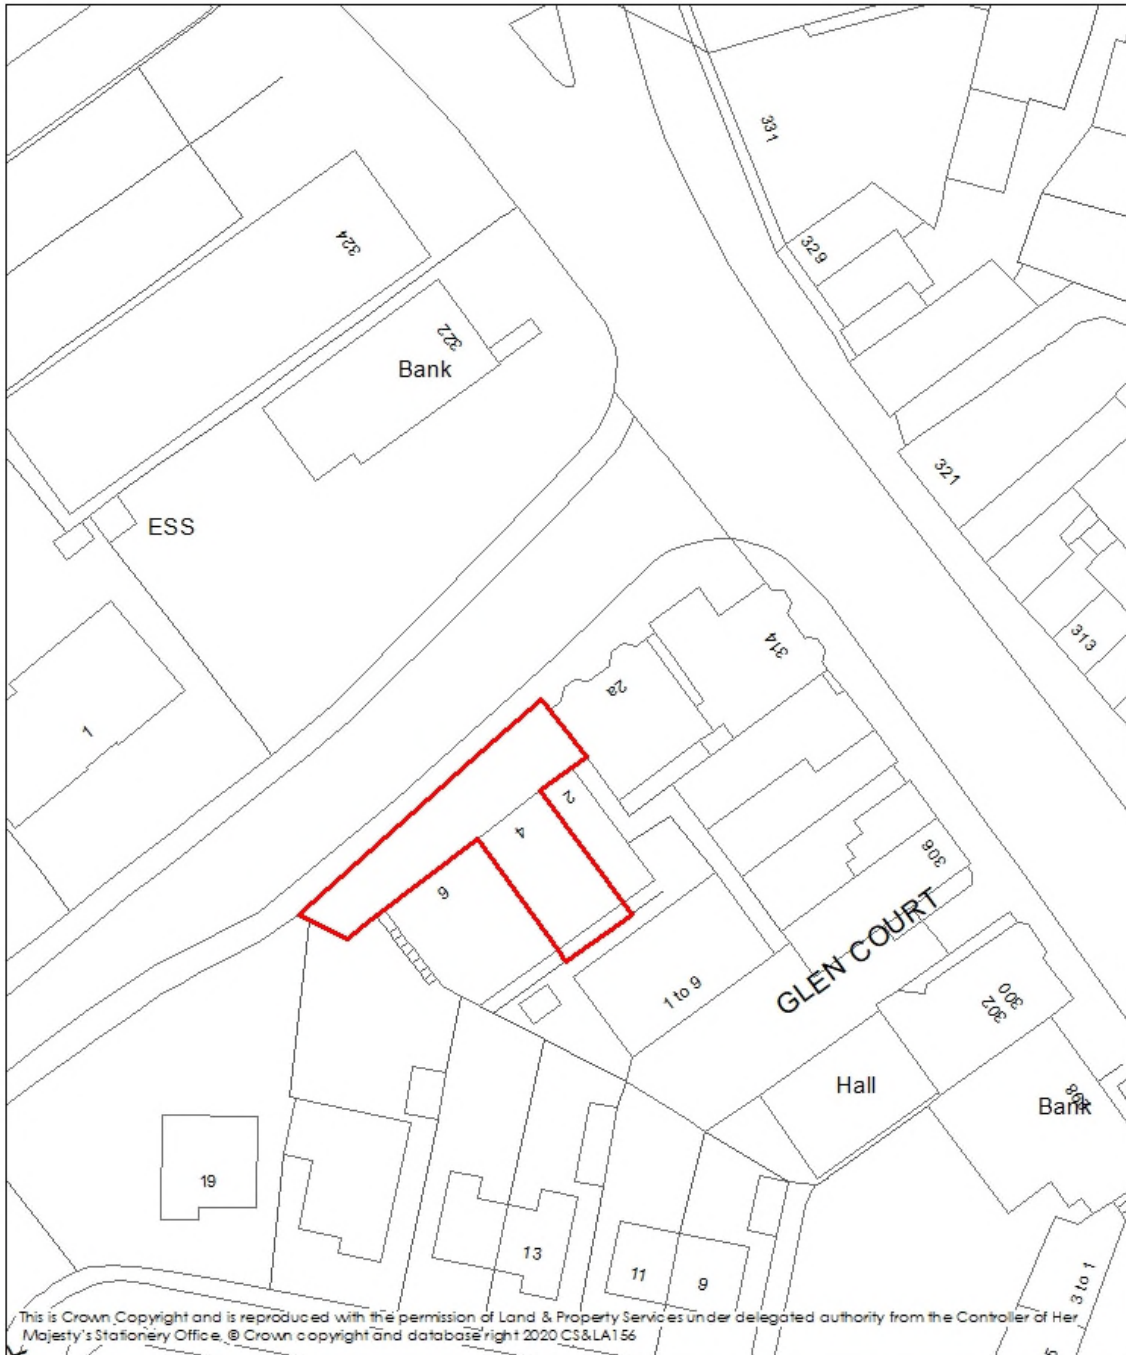 331
324
329
322
Bank
321
ESS
313
314
2a
1
2
4
306
6
GLEN COURT
1 to 9
300
302
Hall
298
Bank
19
13
11
9
3 to 1
This is Crown Copyright and is reproduced with the permission of Land & Property Services under delegated authority from the Controller of Her
Majesty's Stationery Office, © Crown copyright and database right 2020 CS&LA156